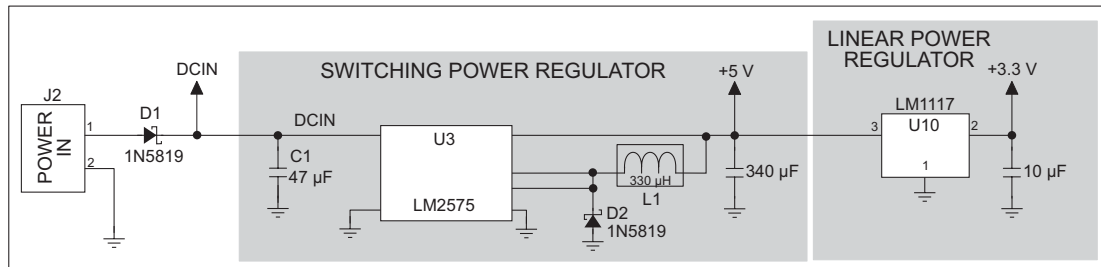 LINEAR POWER
REGULATOR
SWITCHING POWER REGULATOR
DCIN
+5 V
+3.3 V
J2
D1
DCIN
LM1117
POWER
IN
1
2
1N5819
C1
47 µF
U3
LM2575
330 µH
L1
D2
1N5819
340 µF
3
U10
2
1
10 µF